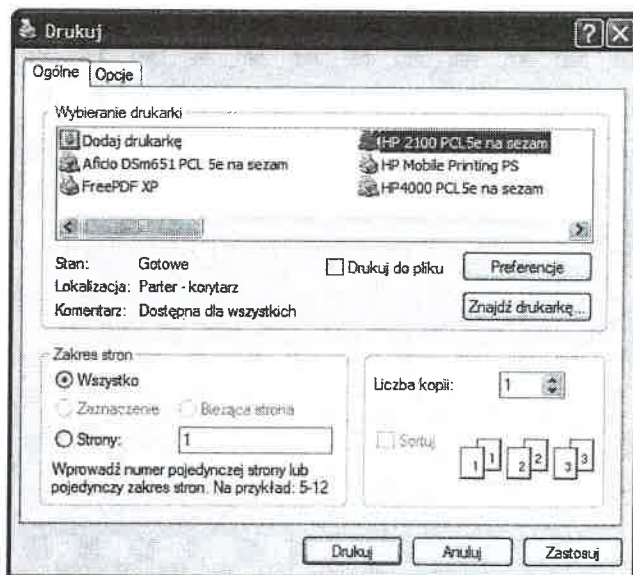 Drukuj
Ogólne Opcje
Wybieranie drukarki
Dodaj drukarkę
Aficio DSm651 PCL 5e na sezam
FreePDF XP
HP 2100 PCL5e na sezam
HP Mobile Printing PS
HP4000 PCL5e na sezam
Stan: Gotowe
Lokalizacja: Parter - korytarz
Komentarz: Dostępna dla wszystkich
Drukuj do pliku
Preferencje
Znajdź drukarkę...
Zakres stron
Wszystko
Zaznaczenie Bieżąca strona
Strony: 1
Wprowadź numer pojedynczej strony lub
pojedynczy zakres stron. Na przykład: 5-12
Liczba kopii: 1
Sortuj
1 1 2 2 3 3
Drukuj Anuluj Zastosuj